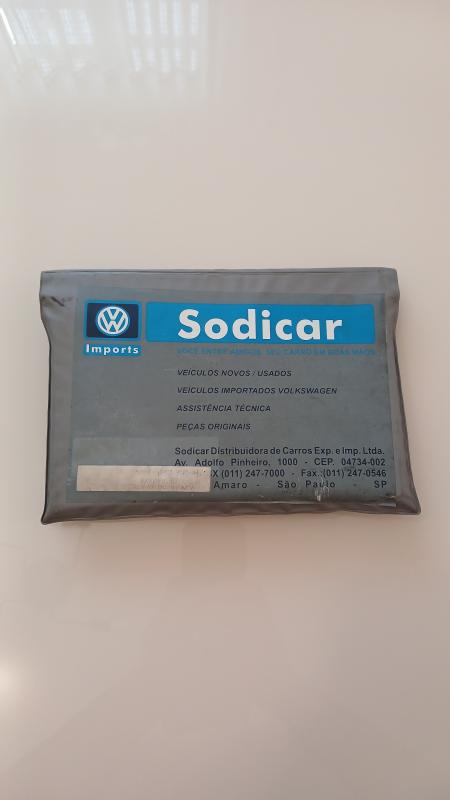 Sodicar
Imports
VOCÊ ENTRE AMIGOS. SEU CARRO EM BOAS MÃOS
VEÍCULOS NOVOS / USADOS
VEÍCULOS IMPORTADOS VOLKSWAGEN
ASSISTÊNCIA TÉCNICA
PEÇAS ORIGINAIS
Sodicar Distribuidora de Carros Exp. e Imp. Ltda.
Av. Adolfo Pinheiro, 1000 - CEP. 04734-002
X (011) 247-7000 - Fax.:(011) 247-0546
Amaro - São Paulo - SP